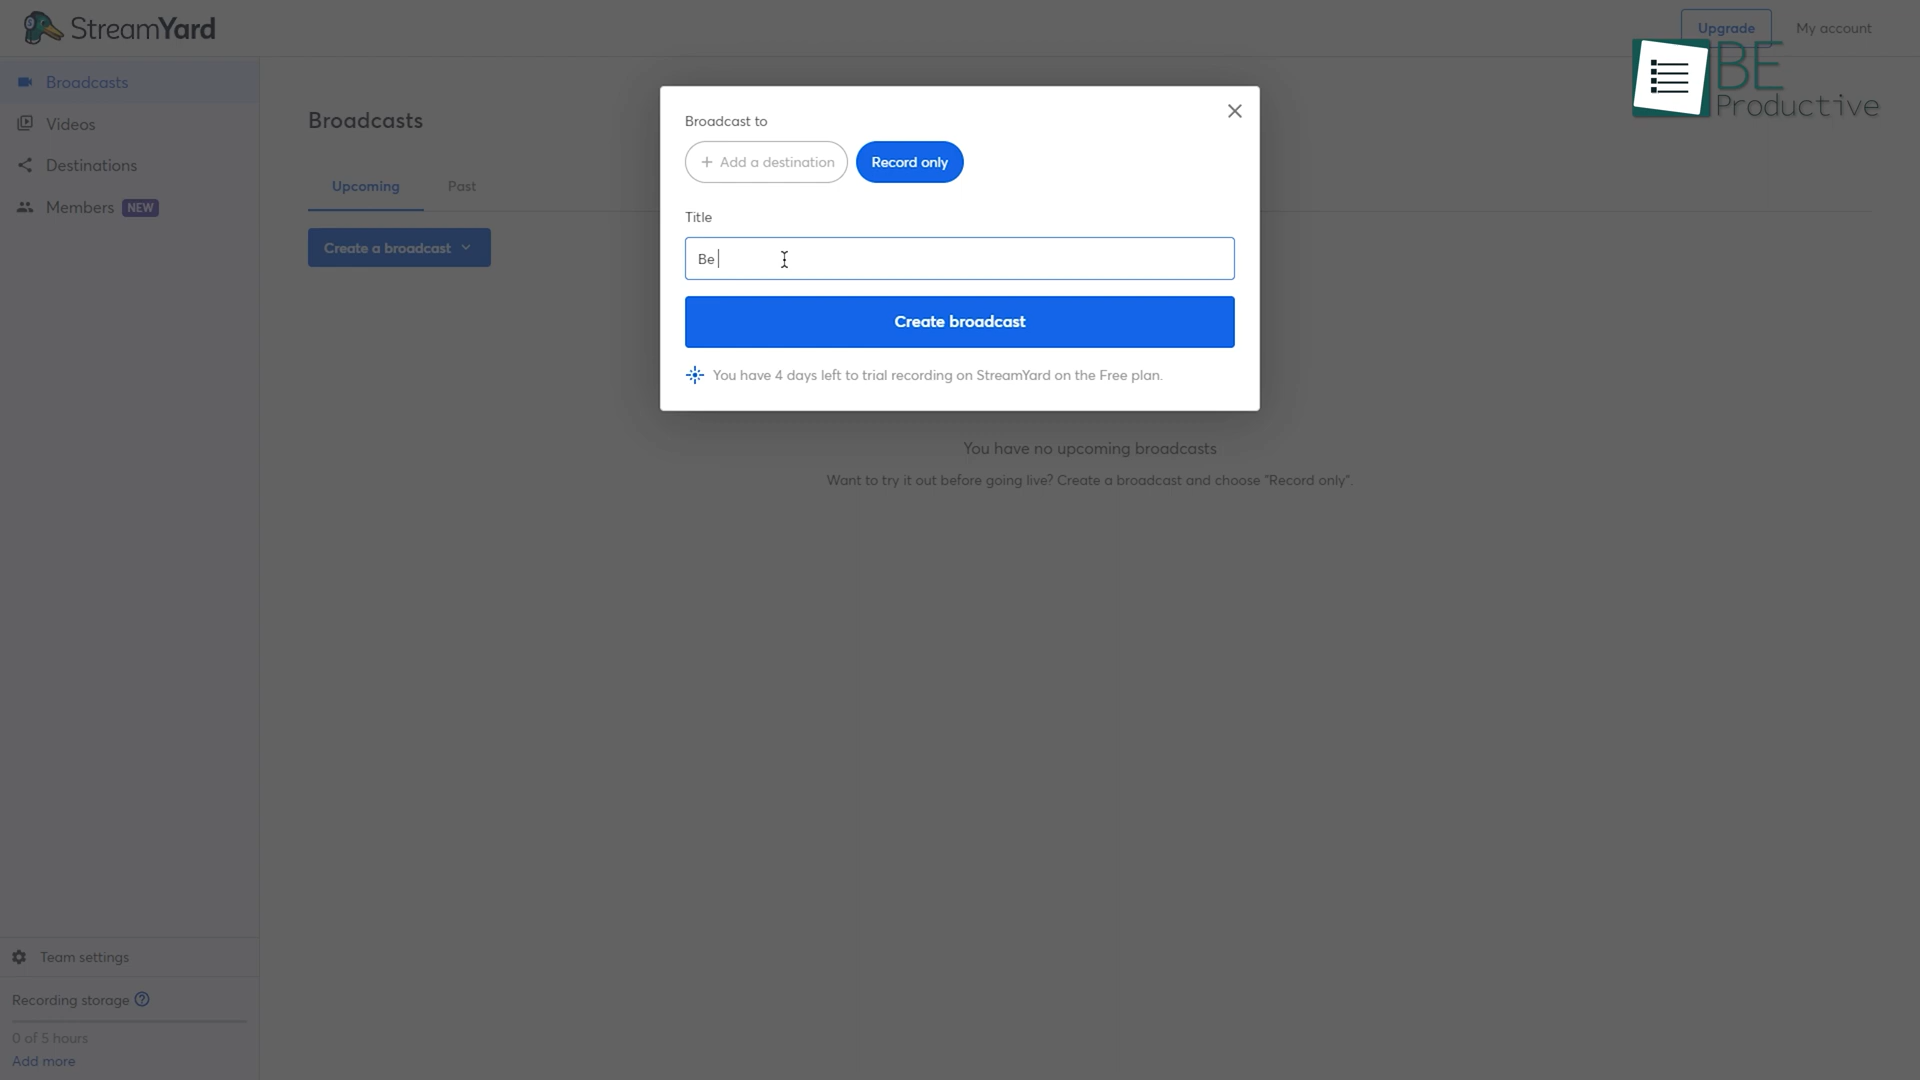 StreamYard
Upgrade
My account
BE
Productive
Broadcasts
Videos
Destinations
Members NEW
Broadcasts
Upcoming
Past
Create a broadcast
Broadcast to
+ Add a destination
Record only
Title
Be
Create broadcast
You have 4 days left to trial recording on StreamYard on the Free plan.
You have no upcoming broadcasts
Want to try it out before going live? Create a broadcast and choose "Record only".
Team settings
Recording storage
0 of 5 hours
Add more